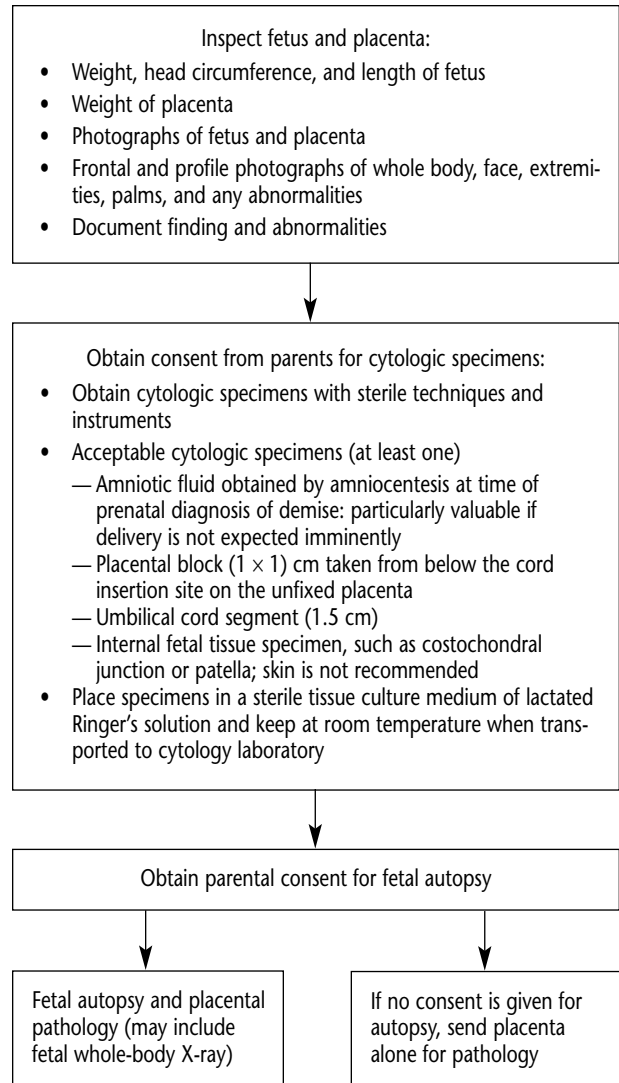 Inspect fetus and placenta:
• Weight, head circumference, and length of fetus
• Weight of placenta
• Photographs of fetus and placenta
• Frontal and profile photographs of whole body, face, extremi-
ties, palms, and any abnormalities
• Document finding and abnormalities
Obtain consent from parents for cytologic specimens:
• Obtain cytologic specimens with sterile techniques and
instruments
• Acceptable cytologic specimens (at least one)
— Amniotic fluid obtained by amniocentesis at time of
prenatal diagnosis of demise: particularly valuable if
delivery is not expected imminently
— Placental block (1 × 1) cm taken from below the cord
insertion site on the unfixed placenta
— Umbilical cord segment (1.5 cm)
— Internal fetal tissue specimen, such as costochondral
junction or patella; skin is not recommended
• Place specimens in a sterile tissue culture medium of lactated
Ringer's solution and keep at room temperature when trans-
ported to cytology laboratory
Obtain parental consent for fetal autopsy
Fetal autopsy and placental
pathology (may include
fetal whole-body X-ray)
If no consent is given for
autopsy, send placenta
alone for pathology